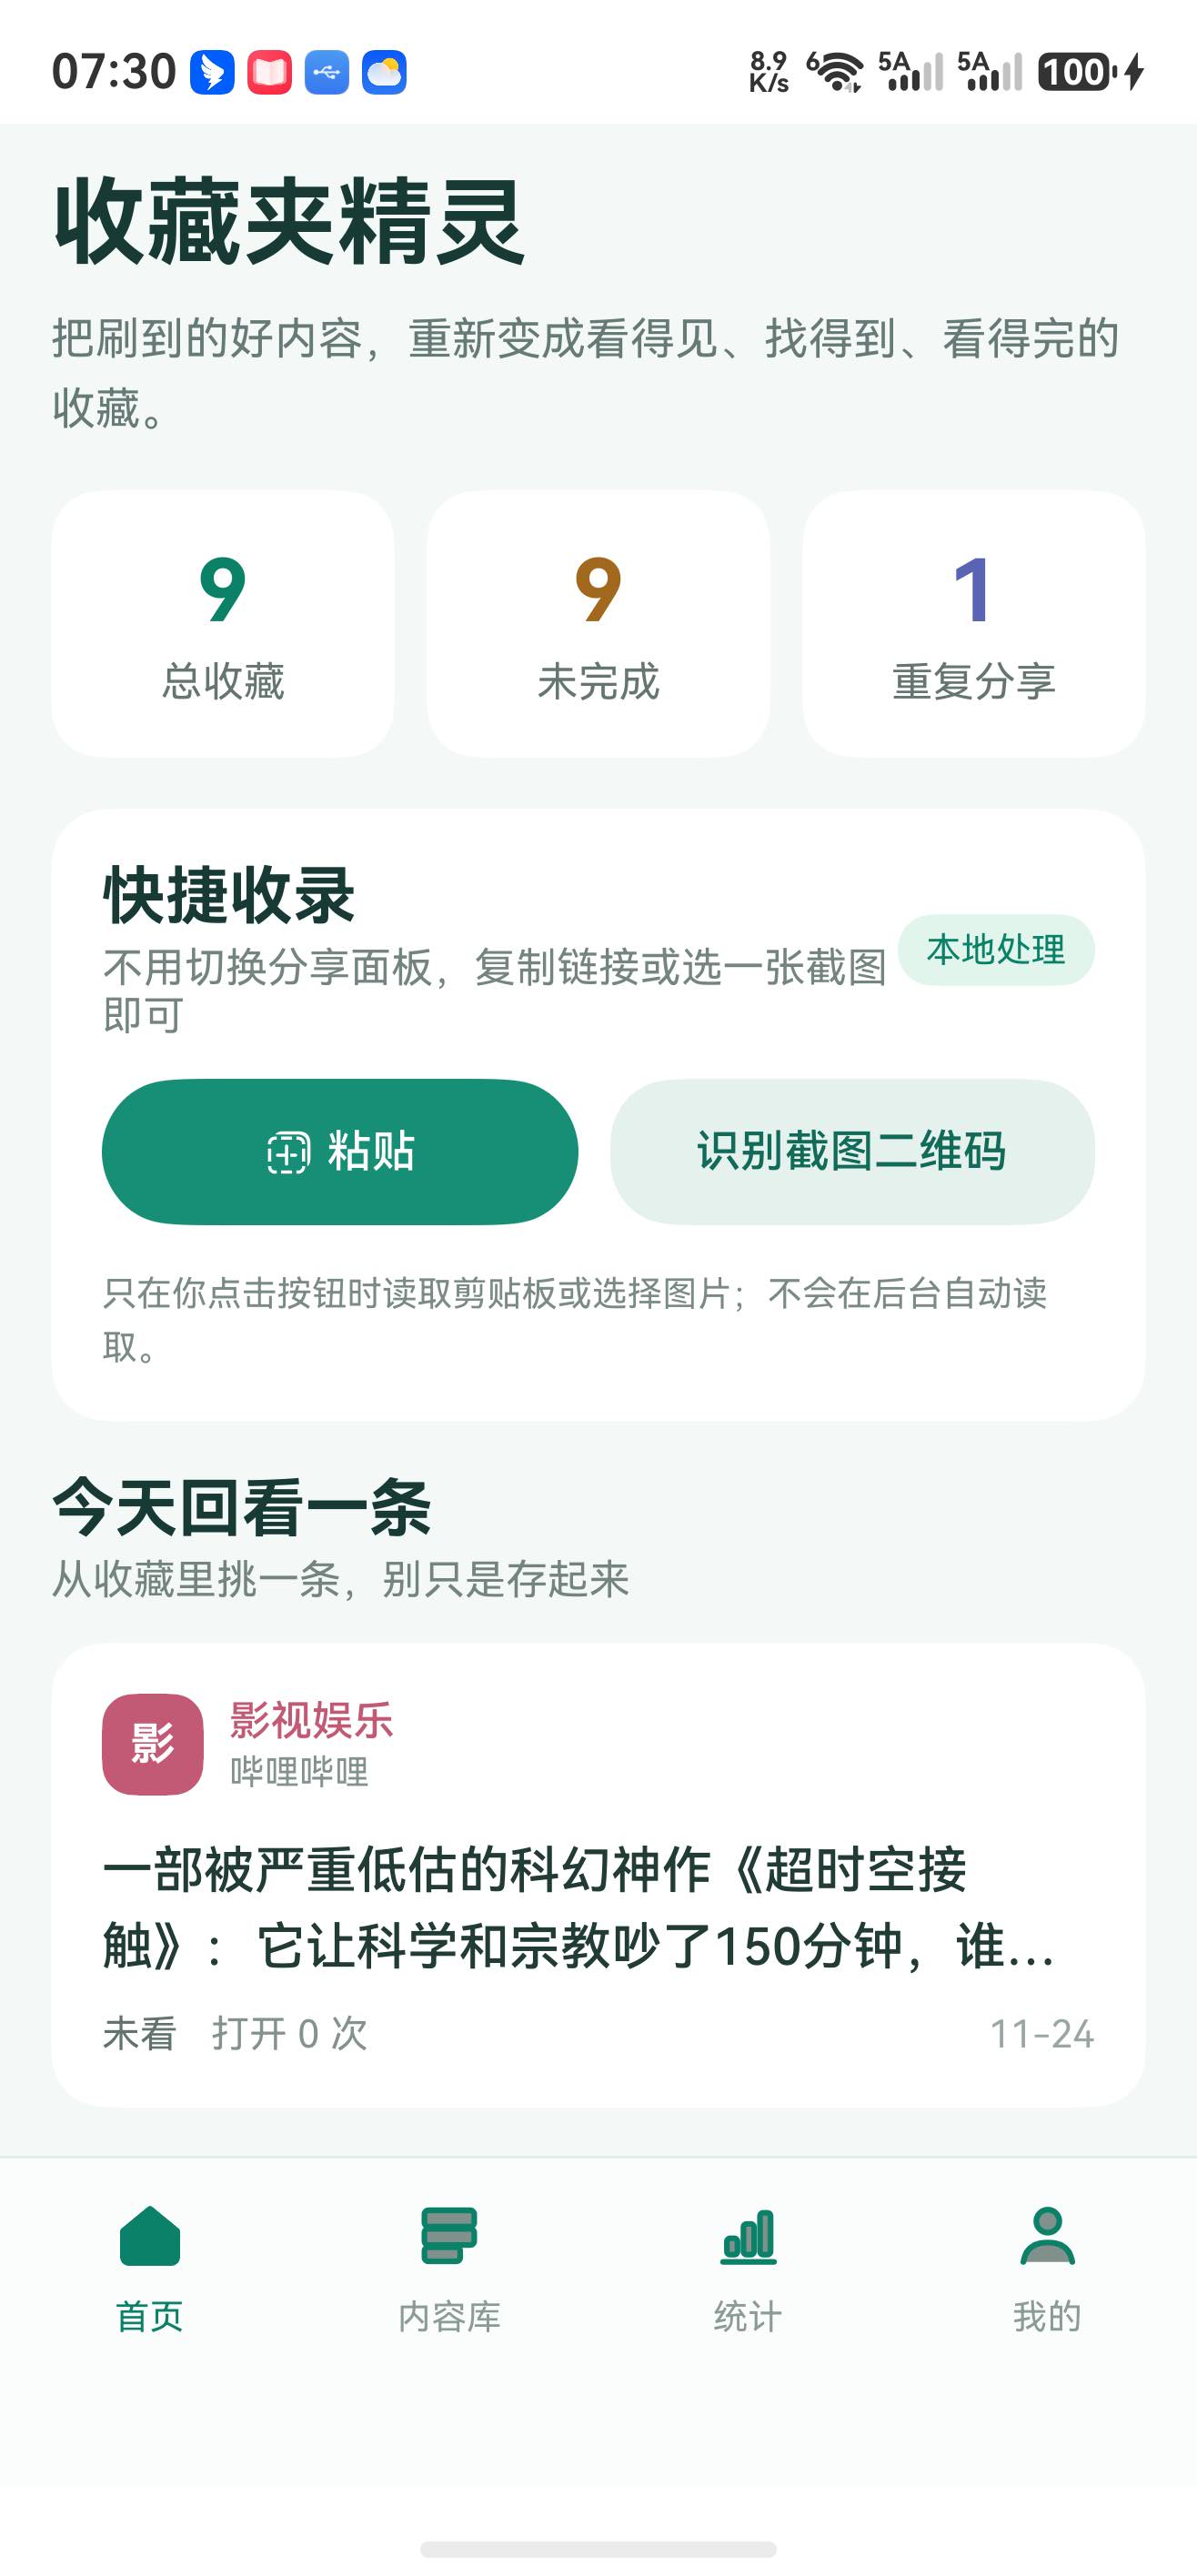 07:30
8.9 K/s
6
5A
5A
100
收藏夹精灵
把刷到的好内容，重新变成看得见、找得到、看得完的
收藏。
9
9
1
总收藏
未完成
重复分享
快捷收录
不用切换分享面板，复制链接或选一张截图
即可
本地处理
粘贴
识别截图二维码
只在你点击按钮时读取剪贴板或选择图片；不会在后台自动读
取。
今天回看一条
从收藏里挑一条，别只是存起来
影
影视娱乐
哔哩哔哩
一部被严重低估的科幻神作《超时空接
触》：它让科学和宗教吵了150分钟，谁...
未看 打开 0 次
11-24
首页
内容库
统计
我的